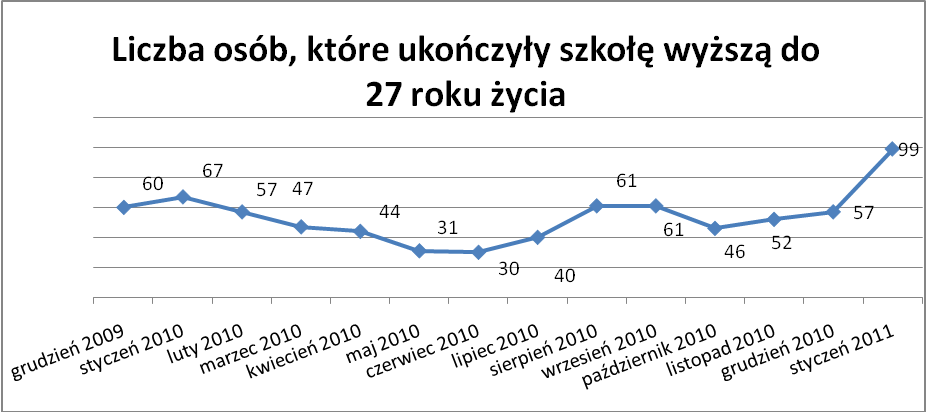 Liczba osób, które ukończyły szkołę wyższą do
27 roku życia
60
67
57
47
44
31
30
40
61
61
46
52
57
99
grudzień 2009
styczeń 2010
luty 2010
marzec 2010
kwiecień 2010
maj 2010
czerwiec 2010
lipiec 2010
sierpień 2010
wrzesień 2010
październik 2010
listopad 2010
grudzień 2010
styczeń 2011